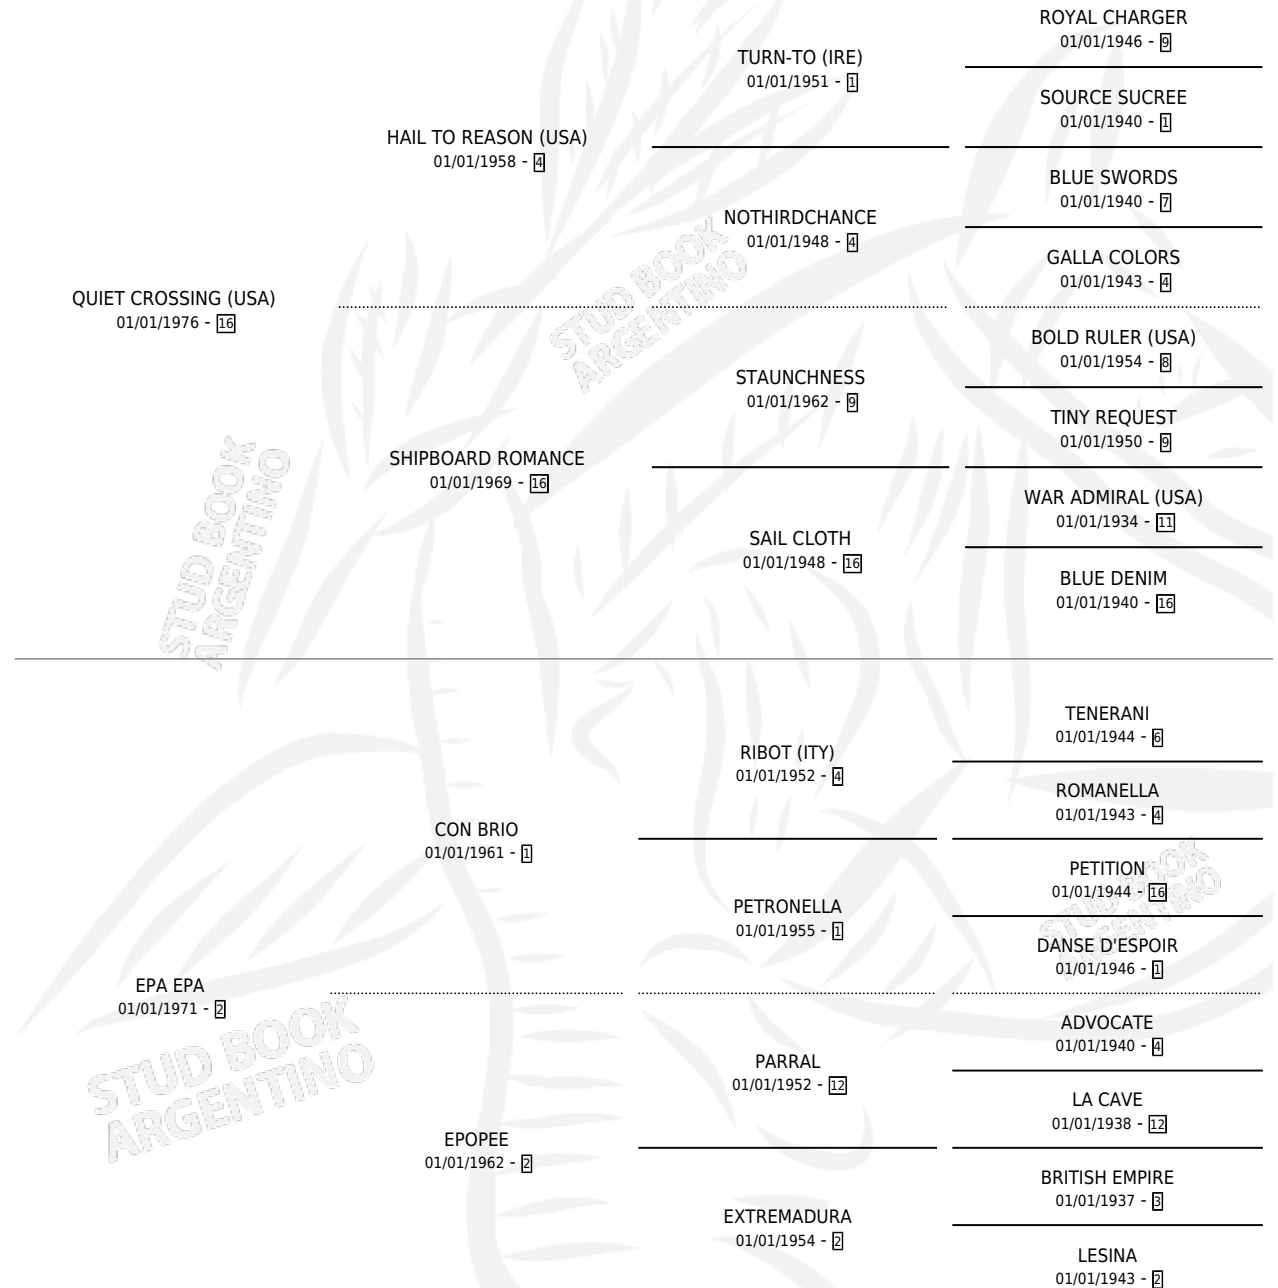 ROYAL CHARGER
01/01/1946 - 9
TURN-TO (IRE)
01/01/1951 - 1
SOURCE SUCREE
01/01/1940 - 1
HAIL TO REASON (USA)
01/01/1958 - 4
BLUE SWORDS
01/01/1940 - 7
NOTHIRDCHANCE
01/01/1948 - 4
GALLA COLORS
01/01/1943 - 4
QUIET CROSSING (USA)
01/01/1976 - 16
STUD BOOK
ARGENTINO
BOLD RULER (USA)
01/01/1954 - 8
STAUNCHNESS
01/01/1962 - 9
TINY REQUEST
01/01/1950 - 9
SHIPBOARD ROMANCE
01/01/1969 - 16
WAR ADMIRAL (USA)
01/01/1934 - 11
SAIL CLOTH
01/01/1948 - 16
BLUE DENIM
01/01/1940 - 16
STUD BOOK
ARGENTINO
TENERANI
01/01/1944 - 6
RIBOT (ITY)
01/01/1952 - 4
ROMANELLA
01/01/1943 - 4
CON BRIO
01/01/1961 - 1
PETITION
01/01/1944 - 16
PETRONELLA
01/01/1955 - 1
STUD BOOK
ARGENTINO
DANSE D'ESPOIR
01/01/1946 - 1
EPA EPA
01/01/1971 - 2
ADVOCATE
01/01/1940 - 4
STUD BOOK
ARGENTINO
PARRAL
01/01/1952 - 12
LA CAVE
01/01/1938 - 12
EPOPEE
01/01/1962 - 2
BRITISH EMPIRE
01/01/1937 - 3
EXTREMADURA
01/01/1954 - 2
LESINA
01/01/1943 - 2